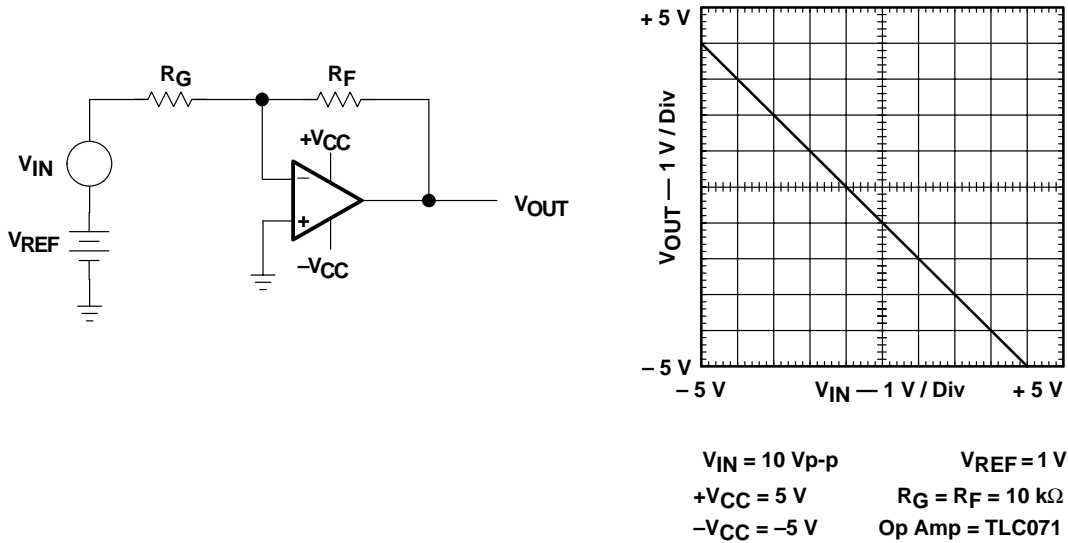 RG
RF
+VCC
VIN
–
+
VOUT
VREF
–VCC
+ 5 V
VOUT — 1 V / Div
– 5 V
– 5 V
VIN — 1 V / Div
+ 5 V
VIN = 10 Vp-p
VREF = 1 V
+VCC = 5 V
RG = RF = 10 kΩ
–VCC = –5 V
Op Amp = TLC071